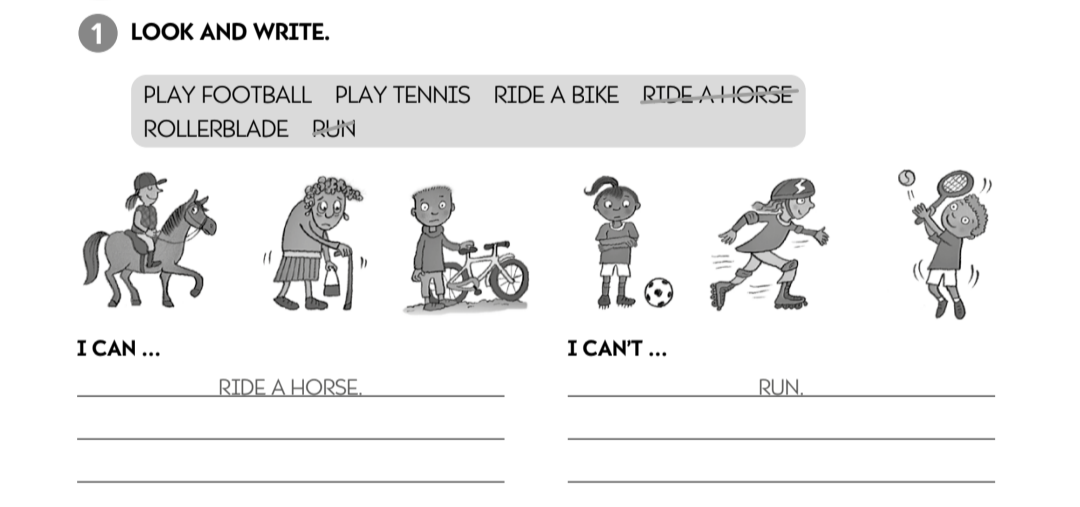 1 LOOK AND WRITE.
PLAY FOOTBALL PLAY TENNIS RIDE A BIKE RIDE A HORSE
ROLLERBLADE RUN
I CAN ... I CAN'T ...
RIDE A HORSE. RUN.